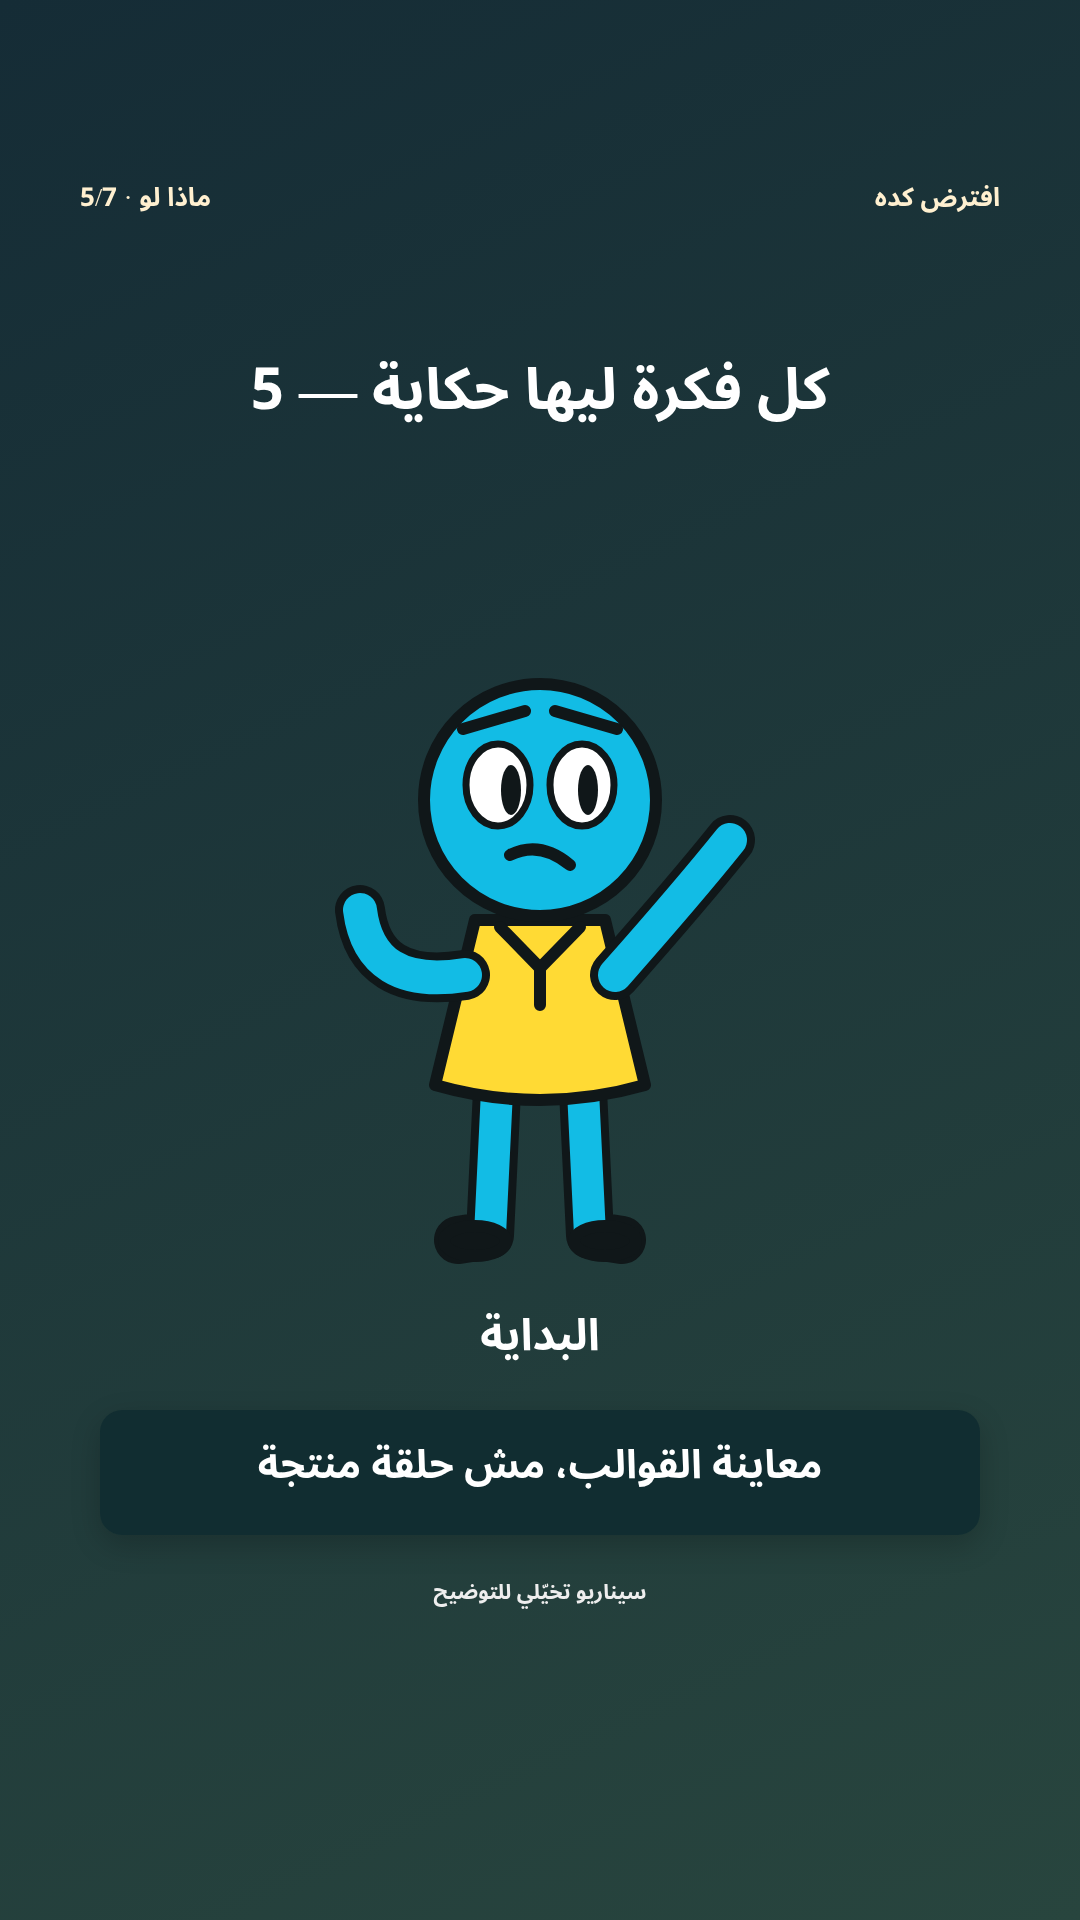 افترض كده
ماذا لو · 5/7
كل فكرة ليها حكاية — 5
البداية
معاينة القوالب، مش حلقة منتجة
سيناريو تخيّلي للتوضيح